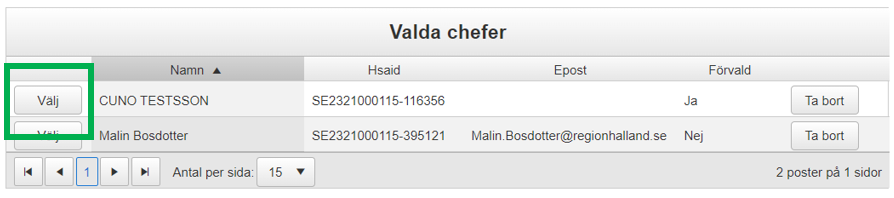 Valda chefer
Namn ▲ Hsaid Epost Förvald
Välj CUNO TESTSSON SE2321000115-116356 Ja Ta bort
Välj Malin Bosdotter SE2321000115-395121 Malin.Bosdotter@regionhalland.se Nej Ta bort
1 Antal per sida: 15 2 poster på 1 sidor